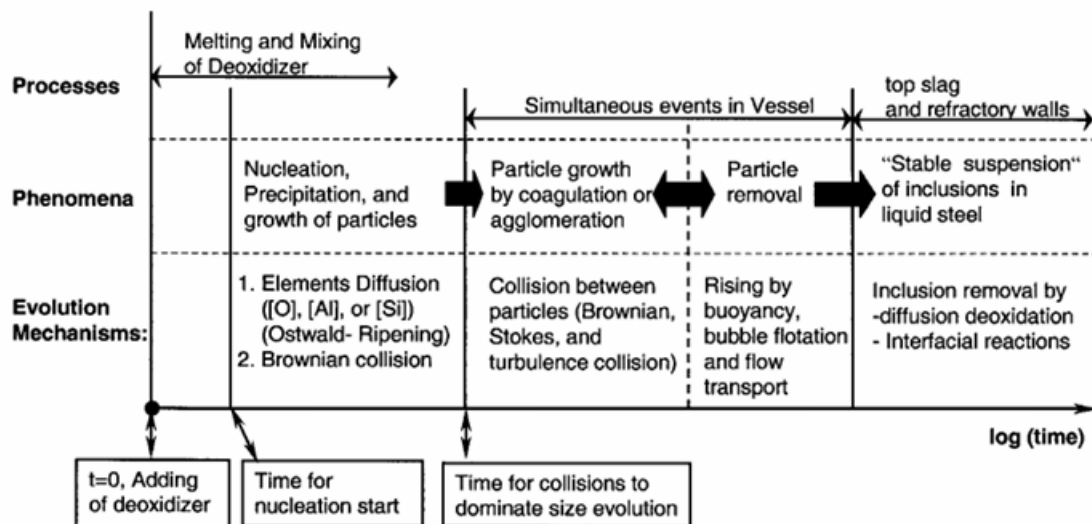 Processes
Melting and Mixing
of Deoxidizer
Simultaneous events in Vessel
top slag
and refractory walls
Phenomena
Nucleation,
Precipitation, and
growth of particles
Particle growth
by coagulation or
agglomeration
Particle
removal
"Stable suspension"
of inclusions in
liquid steel
Evolution
Mechanisms:
1. Elements Diffusion
([O], [Al], or [Si])
(Ostwald- Ripening)
2. Brownian collision
Collision between
particles (Brownian,
Stokes, and
turbulence collision)
Rising by
buoyancy,
bubble flotation
and flow
transport
Inclusion removal by
-diffusion deoxidation
- Interfacial reactions
log (time)
t=0, Adding
of deoxidizer
Time for
nucleation start
Time for collisions to
dominate size evolution